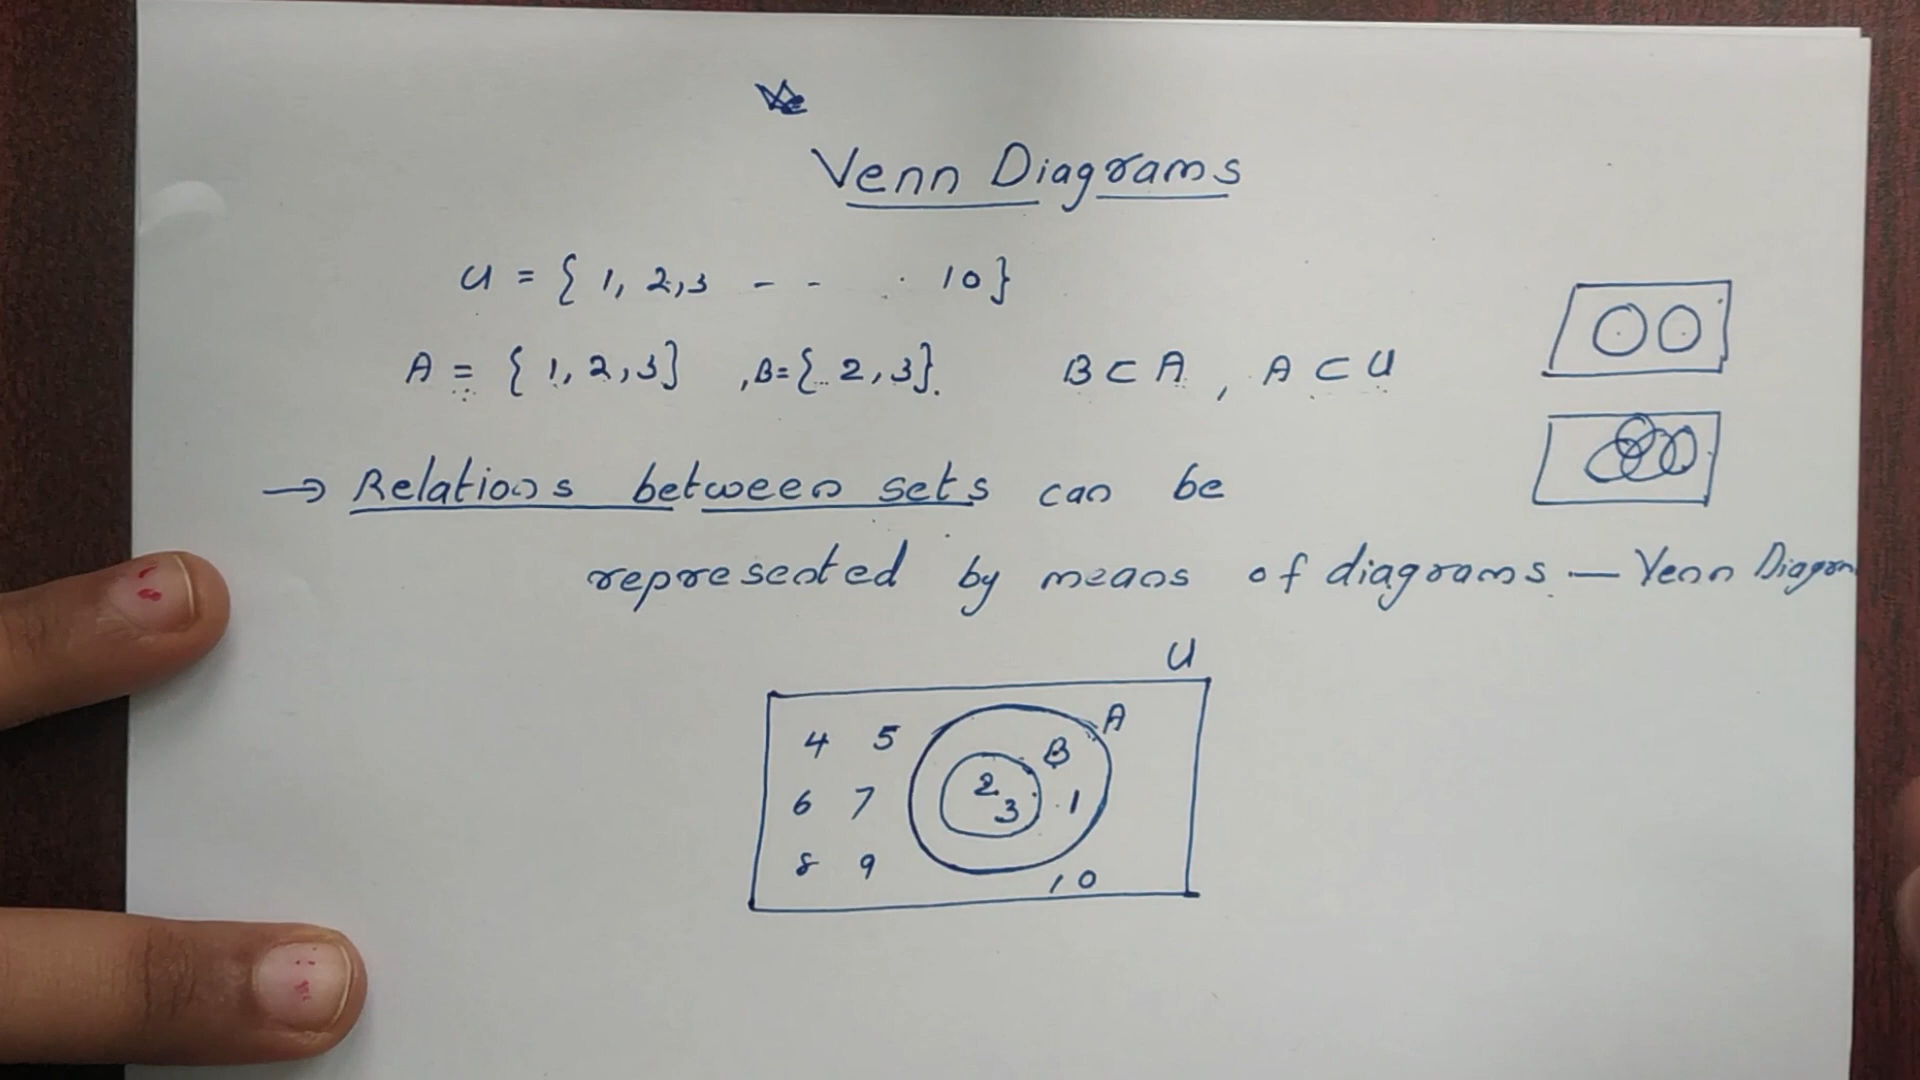 Venn Diagrams
U = { 1, 2, 3 - - . 10 }
A = { 1, 2, 3 } , B = { 2, 3 }. B ⊂ A , A ⊂ U
→ Relations between sets can be
represented by means of diagrams. — Venn Diagram
U
A
4 5
B
2
6 7
3 1
8 9
10